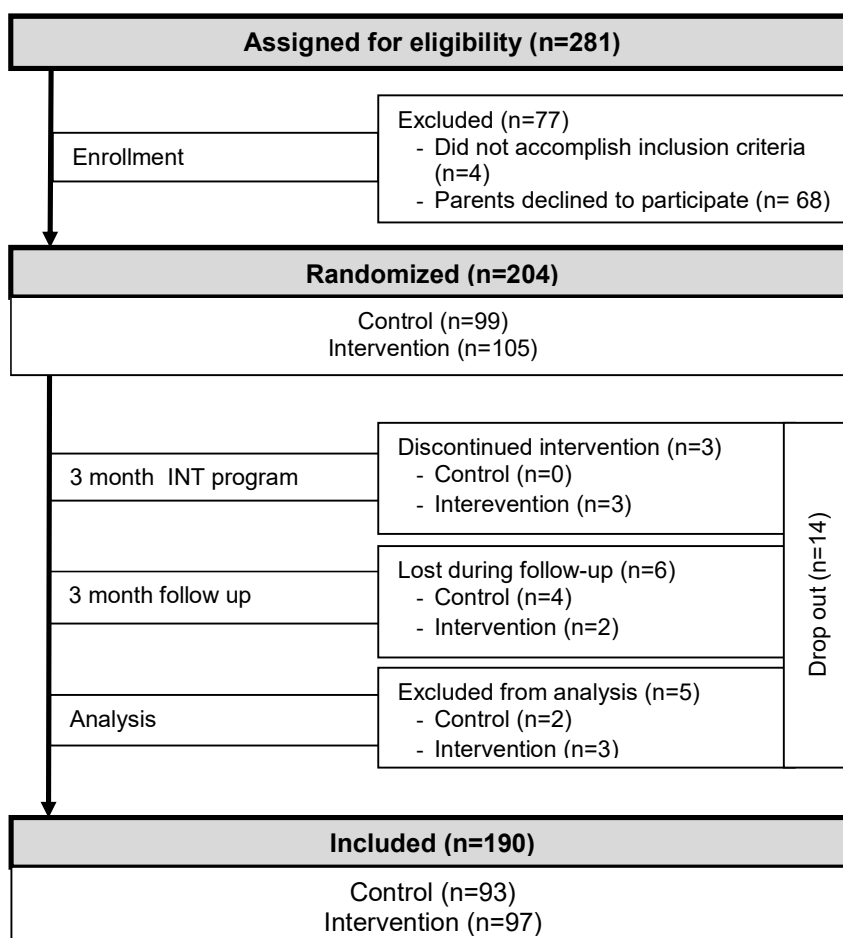 Assigned for eligibility (n=281)
Enrollment
Excluded (n=77)
- Did not accomplish inclusion criteria
(n=4)
- Parents declined to participate (n= 68)
Randomized (n=204)
Control (n=99)
Intervention (n=105)
3 month  INT program
Discontinued intervention (n=3)
- Control (n=0)
- Interevention (n=3)
3 month follow up
Lost during follow-up (n=6)
- Control (n=4)
- Intervention (n=2)
Analysis
Excluded from analysis (n=5)
- Control (n=2)
- Intervention (n=3)
Drop out (n=14)
Included (n=190)
Control (n=93)
Intervention (n=97)